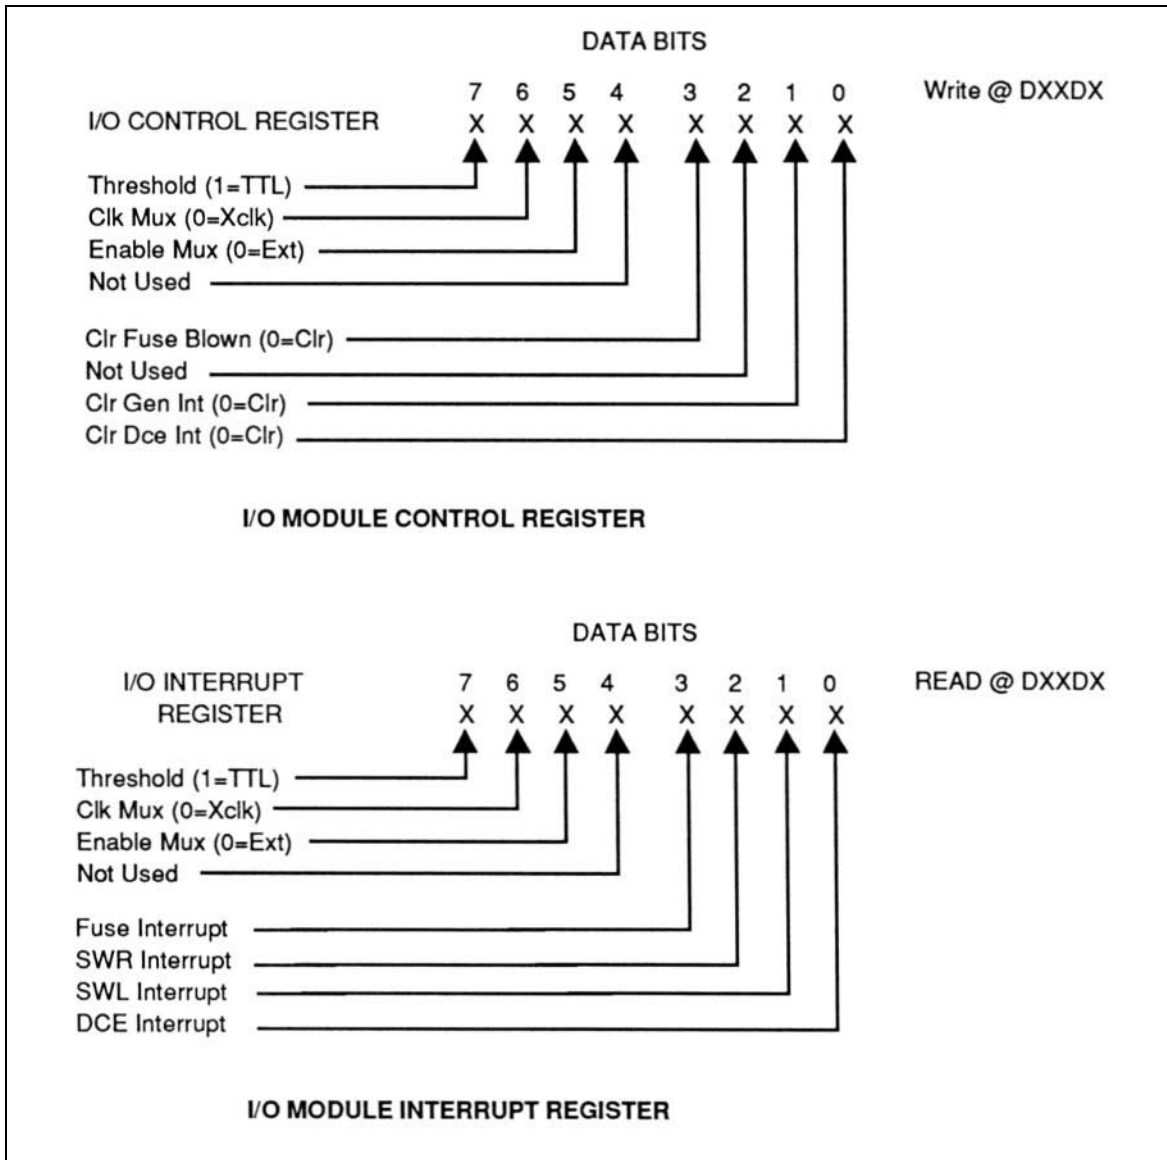 DATA BITS
7 6 5 4 3 2 1 0 Write @ DXXDX
I/O CONTROL REGISTER X X X X X X X X
Threshold (1=TTL)
Clk Mux (0=Xclk)
Enable Mux (0=Ext)
Not Used
Clr Fuse Blown (0=Clr)
Not Used
Clr Gen Int (0=Clr)
Clr Dce Int (0=Clr)
I/O MODULE CONTROL REGISTER
DATA BITS
I/O INTERRUPT 7 6 5 4 3 2 1 0 READ @ DXXDX
REGISTER X X X X X X X X
Threshold (1=TTL)
Clk Mux (0=Xclk)
Enable Mux (0=Ext)
Not Used
Fuse Interrupt
SWR Interrupt
SWL Interrupt
DCE Interrupt
I/O MODULE INTERRUPT REGISTER